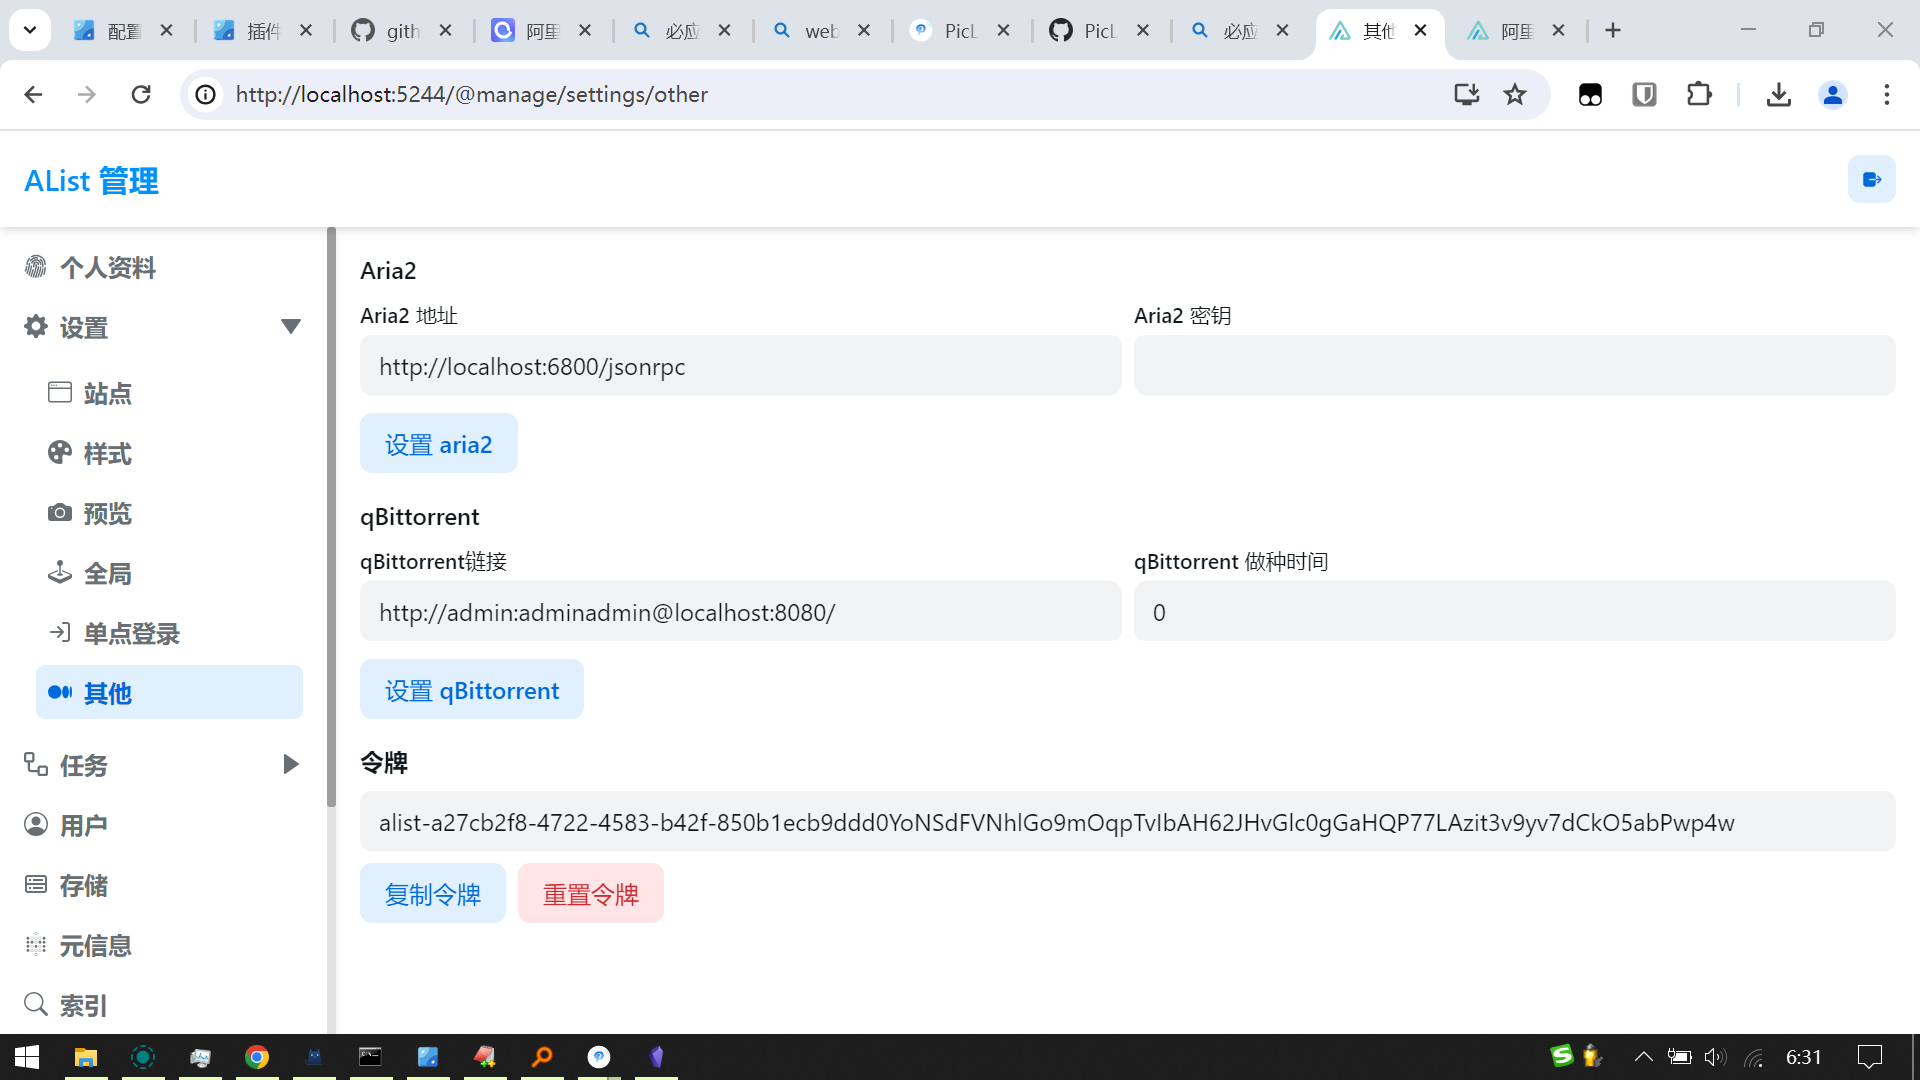 配置
插件
gith
阿里
必应
web
PicL
PicL
必应
其他
阿里
http://localhost:5244/@manage/settings/other
AList 管理
个人资料
设置
站点
样式
预览
全局
单点登录
其他
任务
用户
存储
元信息
索引
Aria2
Aria2 地址
Aria2 密钥
http://localhost:6800/jsonrpc
设置 aria2
qBittorrent
qBittorrent链接
qBittorrent 做种时间
http://admin:adminadmin@localhost:8080/
0
设置 qBittorrent
令牌
alist-a27cb2f8-4722-4583-b42f-850b1ecb9ddd0YoNSdFVNhlGo9mOqpTvIbAH62JHvGlc0gGaHQP77LAzit3v9yv7dCkO5abPwp4w
复制令牌
重置令牌
6:31